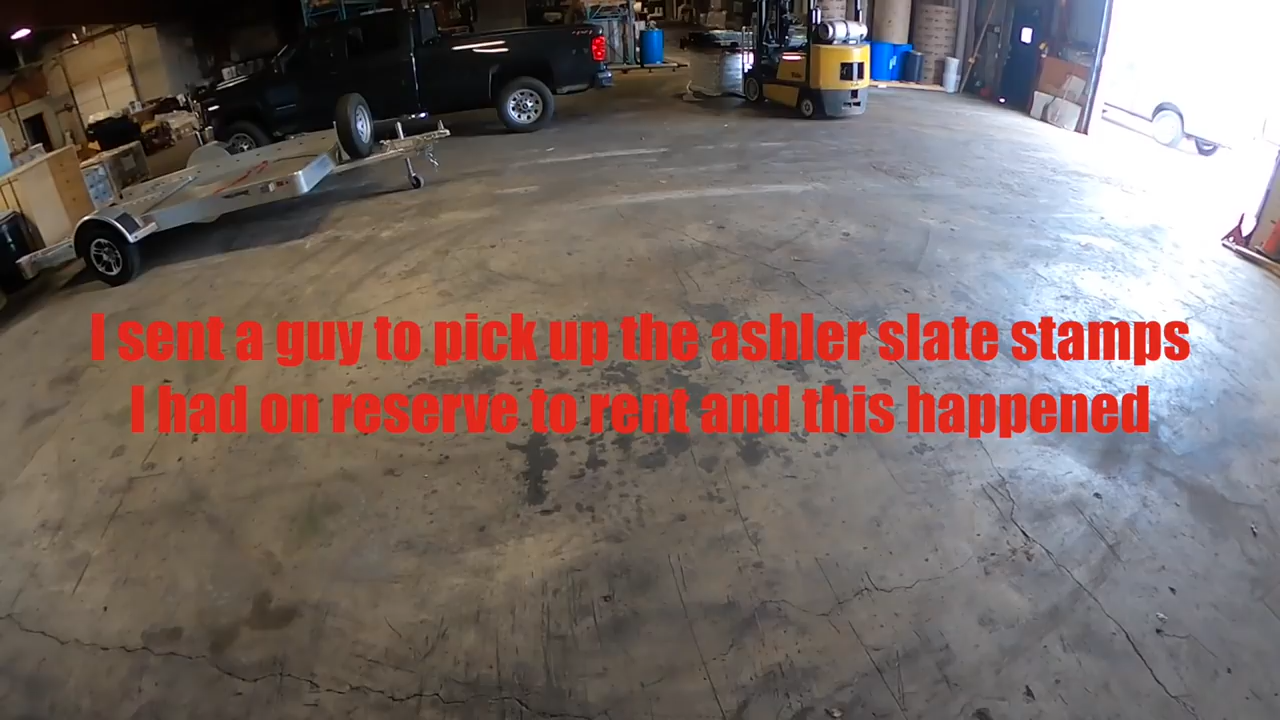 I sent a guy to pick up the ashler slate stamps
I had on reserve to rent and this happened